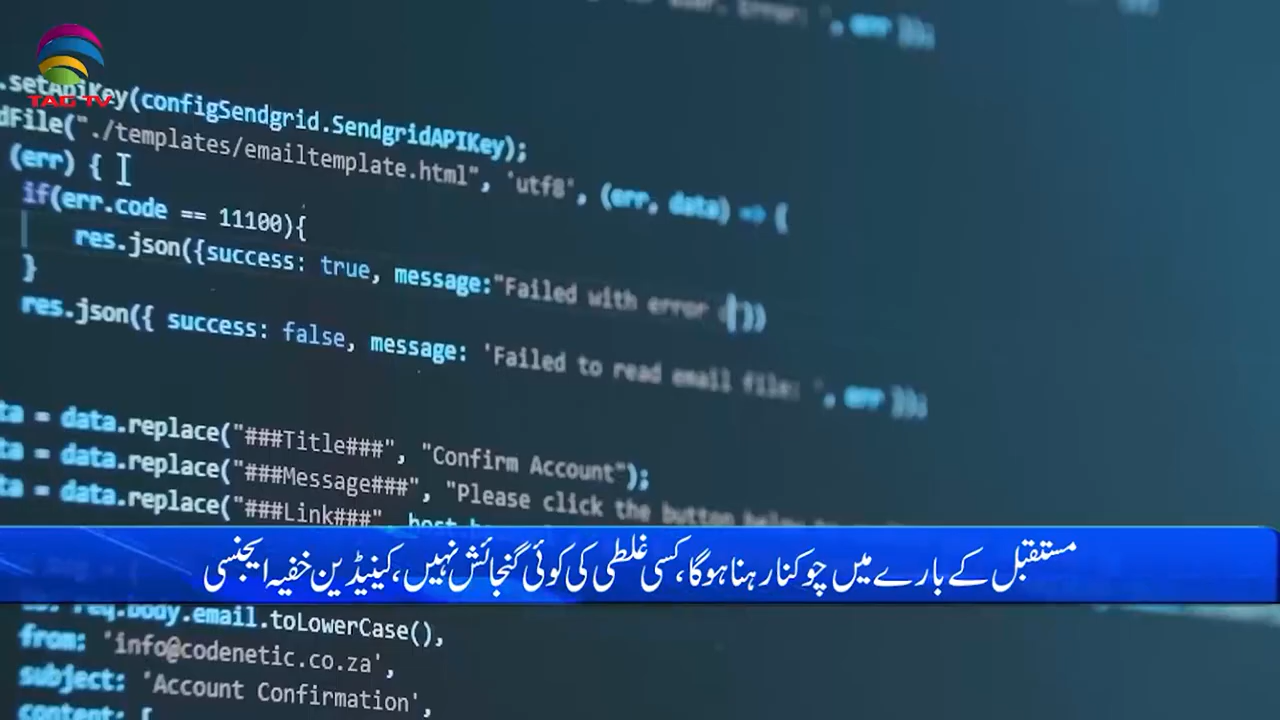 , err });
.setApiKey(configSendgrid.SendgridAPIKey);
TAG TV
dFile("./templates/emailtemplate.html", 'utf8', (err, data) => {
(err) {
if(err.code == 11100){
res.json({success: true, message:"Failed with error
}
res.json({ success: false, message: 'Failed to read email file: ', err });
ta = data.replace("###Title###", "Confirm Account");
ta = data.replace("###Message###", "Please click the button below
ta = data.replace("###Link###",
مستقبل کے بارے میں چوکنا رہنا ہوگا، کسی غلطی کی کوئی گنجائش نہیں، کینیڈین خفیہ ایجنسی
req.body.email.toLowerCase(),
from: 'info@codenetic.co.za',
subject: 'Account Confirmation',
content: [